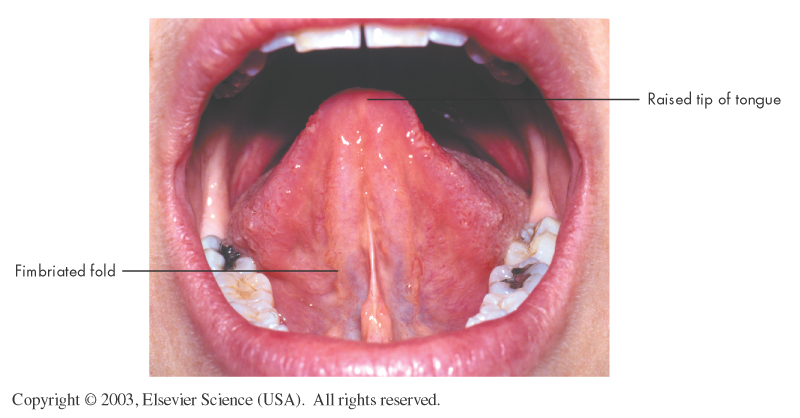 Raised tip of tongue
Fimbriated fold
Copyright © 2003, Elsevier Science (USA). All rights reserved.